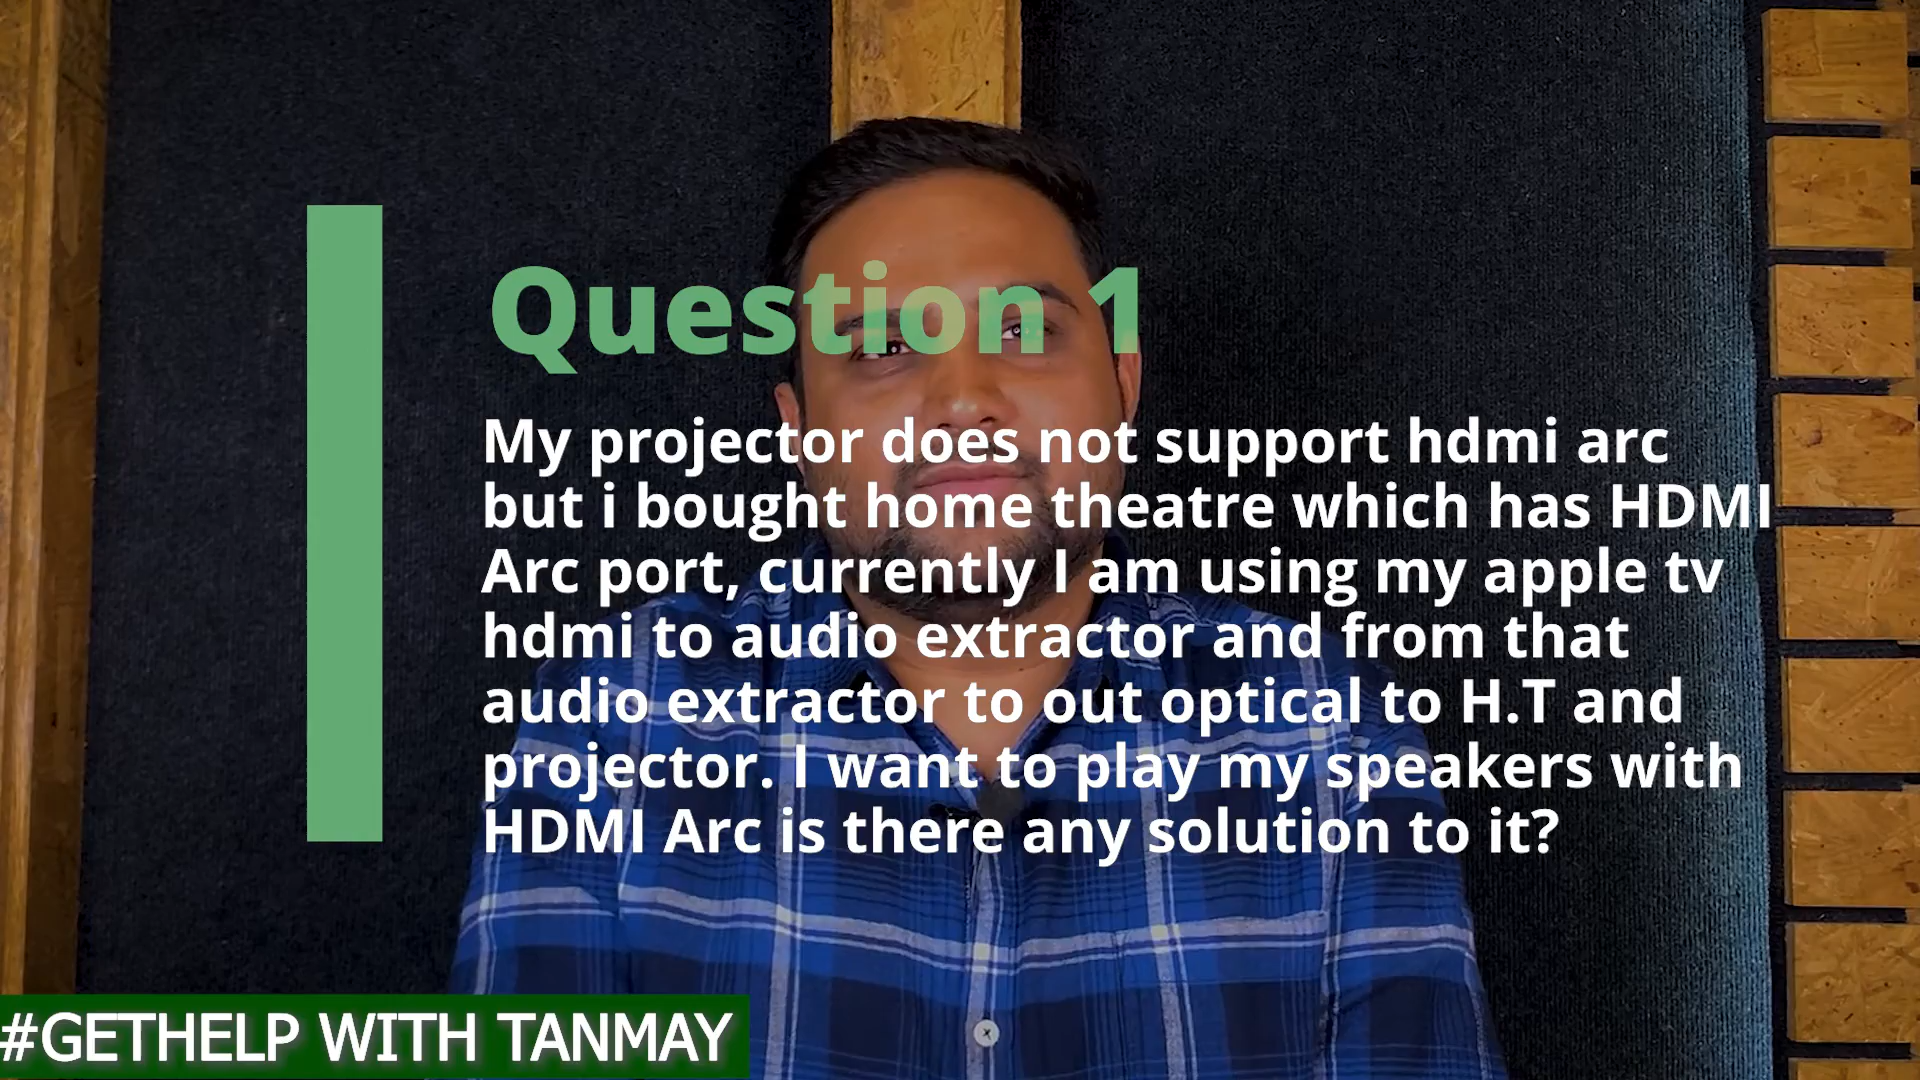 Question 1
My projector does not support hdmi arc
but i bought home theatre which has HDMI
Arc port, currently I am using my apple tv
hdmi to audio extractor and from that
audio extractor to out optical to H.T and
projector. I want to play my speakers with
HDMI Arc is there any solution to it?
#GETHELP WITH TANMAY